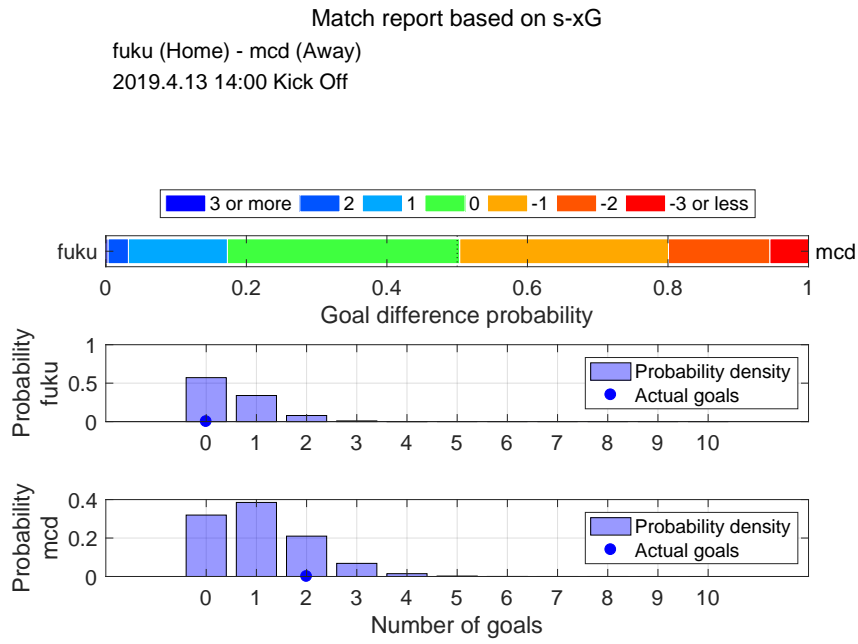 Match report based on s-xG
fuku (Home) - mcd (Away)
2019.4.13 14:00 Kick Off
3 or more 2 1 0 -1 -2 -3 or less
fuku mcd
0 0.2 0.4 0.6 0.8 1
Goal difference probability
Probability
fuku
1
0.5
0
Probability density
Actual goals
0 1 2 3 4 5 6 7 8 9 10
Probability
mcd
0.4
0.2
0
Probability density
Actual goals
0 1 2 3 4 5 6 7 8 9 10
Number of goals